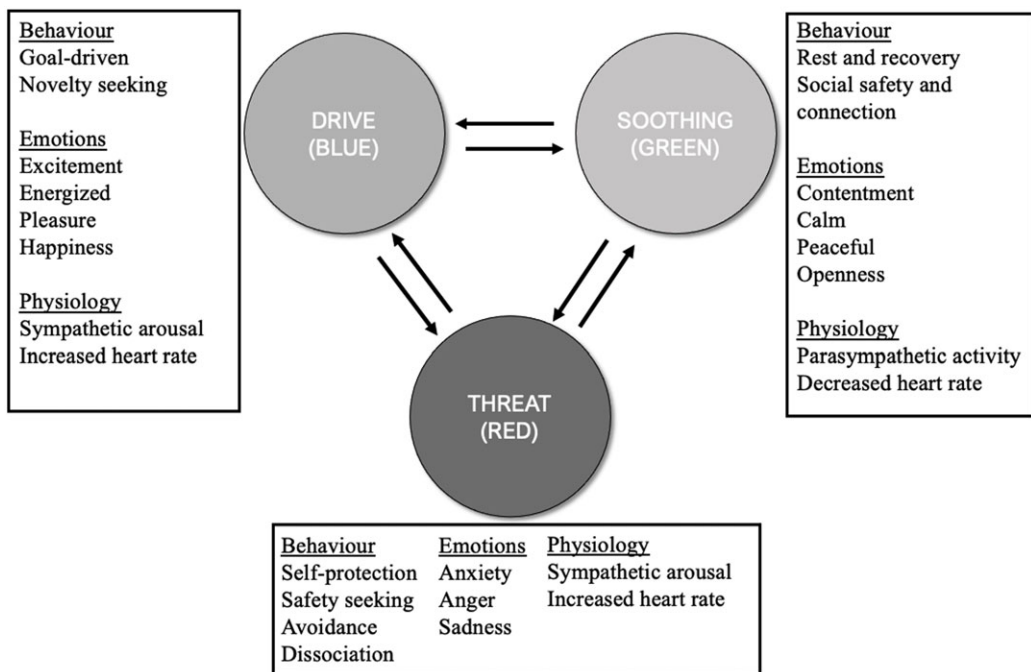 Behaviour
Goal-driven
Novelty seeking
Emotions
Excitement
Energized
Pleasure
Happiness
Physiology
Sympathetic arousal
Increased heart rate
DRIVE
(BLUE)
SOOTHING
(GREEN)
Behaviour
Rest and recovery
Social safety and
connection
Emotions
Contentment
Calm
Peaceful
Openness
Physiology
Parasympathetic activity
Decreased heart rate
THREAT
(RED)
Behaviour
Self-protection
Safety seeking
Avoidance
Dissociation
Emotions
Anxiety
Anger
Sadness
Physiology
Sympathetic arousal
Increased heart rate